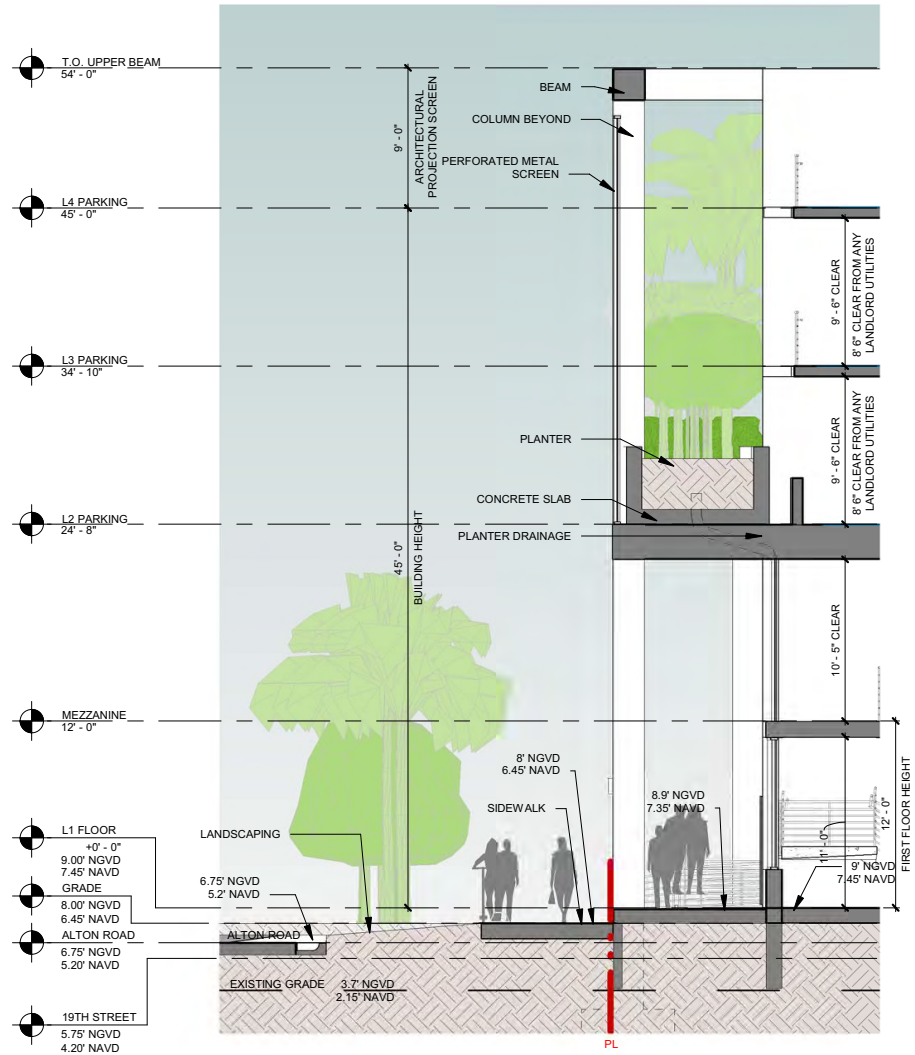 T.O. UPPER BEAM
54' - 0"
L4 PARKING
45' - 0"
L3 PARKING
34' - 10"
L2 PARKING
24' - 8"
MEZZANINE
12' - 0"
L1 FLOOR
+0' - 0"
9.00' NGVD
7.45' NAVD
GRADE
8.00' NGVD
6.45' NAVD
ALTON ROAD
6.75' NGVD
5.20' NAVD
19TH STREET
5.75' NGVD
4.20' NAVD
9' - 0"
ARCHITECTURAL
PROJECTION SCREEN
45' - 0"
BUILDING HEIGHT
BEAM
COLUMN BEYOND
PERFORATED METAL
SCREEN
PLANTER
CONCRETE SLAB
PLANTER DRAINAGE
9' - 6" CLEAR
8' 6" CLEAR FROM ANY
LANDLORD UTILITIES
9' - 6" CLEAR
8' 6" CLEAR FROM ANY
LANDLORD UTILITIES
10' - 5" CLEAR
12' - 0"
FIRST FLOOR HEIGHT
11' - 0"
8' NGVD
6.45' NAVD
SIDEWALK
8.9' NGVD
7.35' NAVD
9' NGVD
7.45' NAVD
LANDSCAPING
6.75' NGVD
5.2' NAVD
ALTON ROAD
EXISTING GRADE
3.7' NGVD
2.15' NAVD
PL